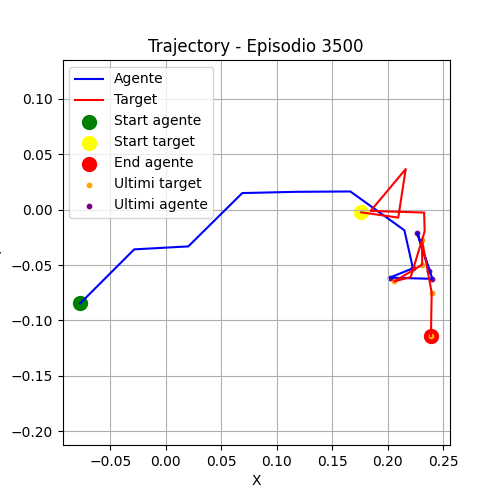 Trajectory - Episodio 3500
Agente
Target
Start agente
Start target
End agente
Ultimi target
Ultimi agente
0.10
0.05
0.00
−0.05
−0.10
−0.15
−0.20
−0.05
0.00
0.05
0.10
0.15
0.20
0.25
X